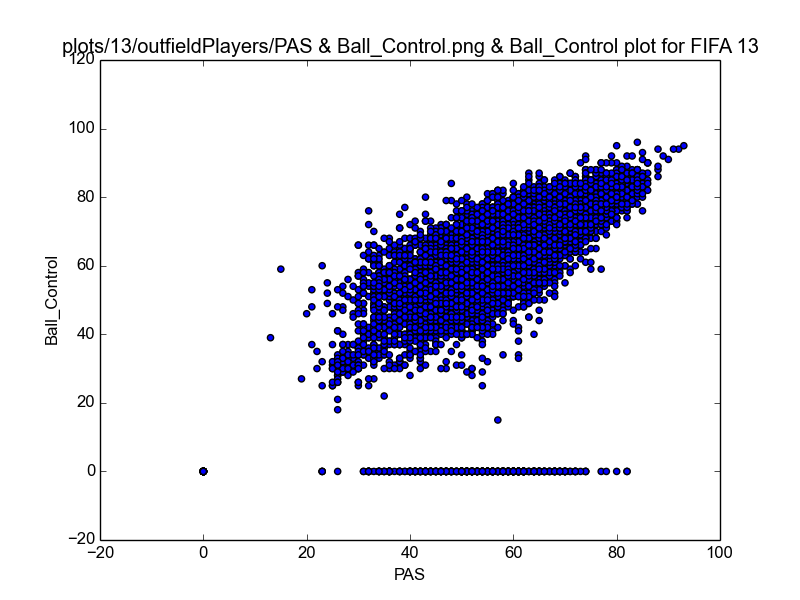 plots/13/outfieldPlayers/PAS & Ball_Control.png & Ball_Control plot for FIFA 13
120
100
80
60
40
20
0
−20
Ball_Control
−20 0 20 40 60 80 100
PAS